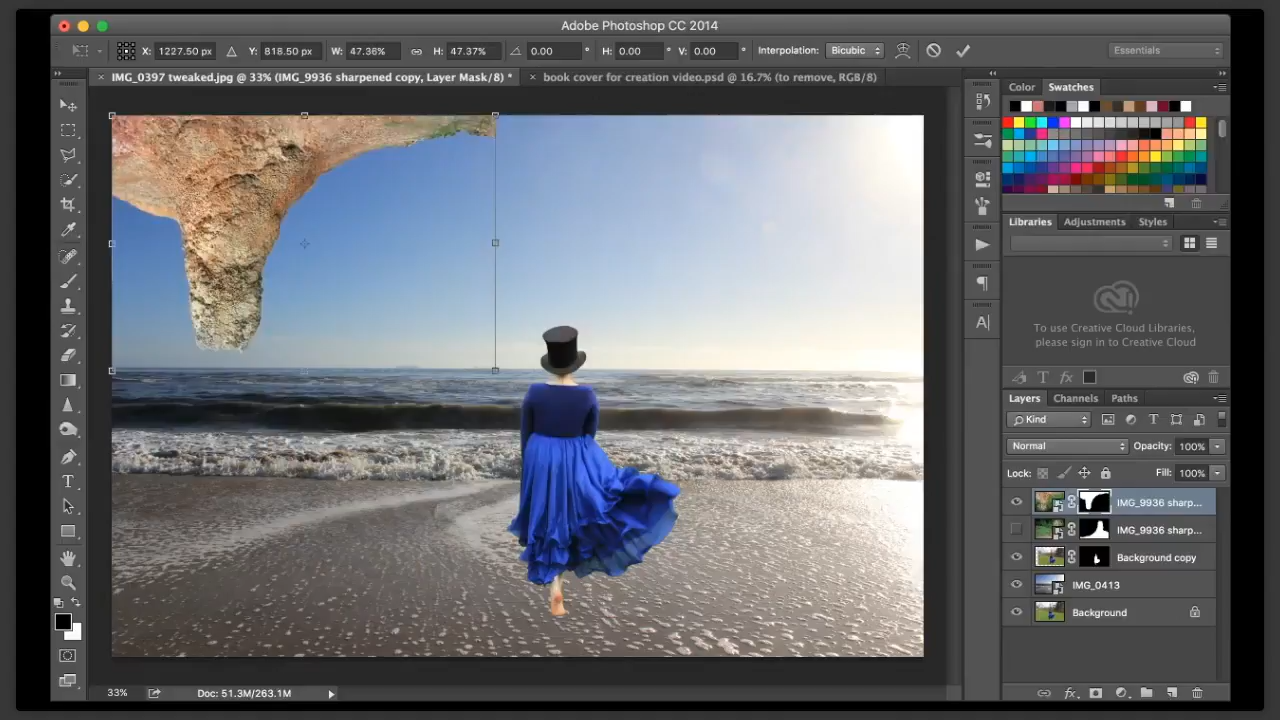 Adobe Photoshop CC 2014
X: 1227.50 px Y: 818.50 px W: 47.36% H: 47.37% 0.00 ° H: 0.00 ° V: 0.00 ° Interpolation: Bicubic Essentials
× IMG_0397 tweaked.jpg @ 33% (IMG_9936 sharpened copy, Layer Mask/8) * × book cover for creation video.psd @ 16.7% (to remove, RGB/8)
Color Swatches
Libraries Adjustments Styles
To use Creative Cloud Libraries,
please sign in to Creative Cloud
Layers Channels Paths
Kind
Normal Opacity: 100%
Lock: Fill: 100%
IMG_9936 sharp...
IMG_9936 sharp...
Background copy
IMG_0413
Background
33% Doc: 51.3M/263.1M